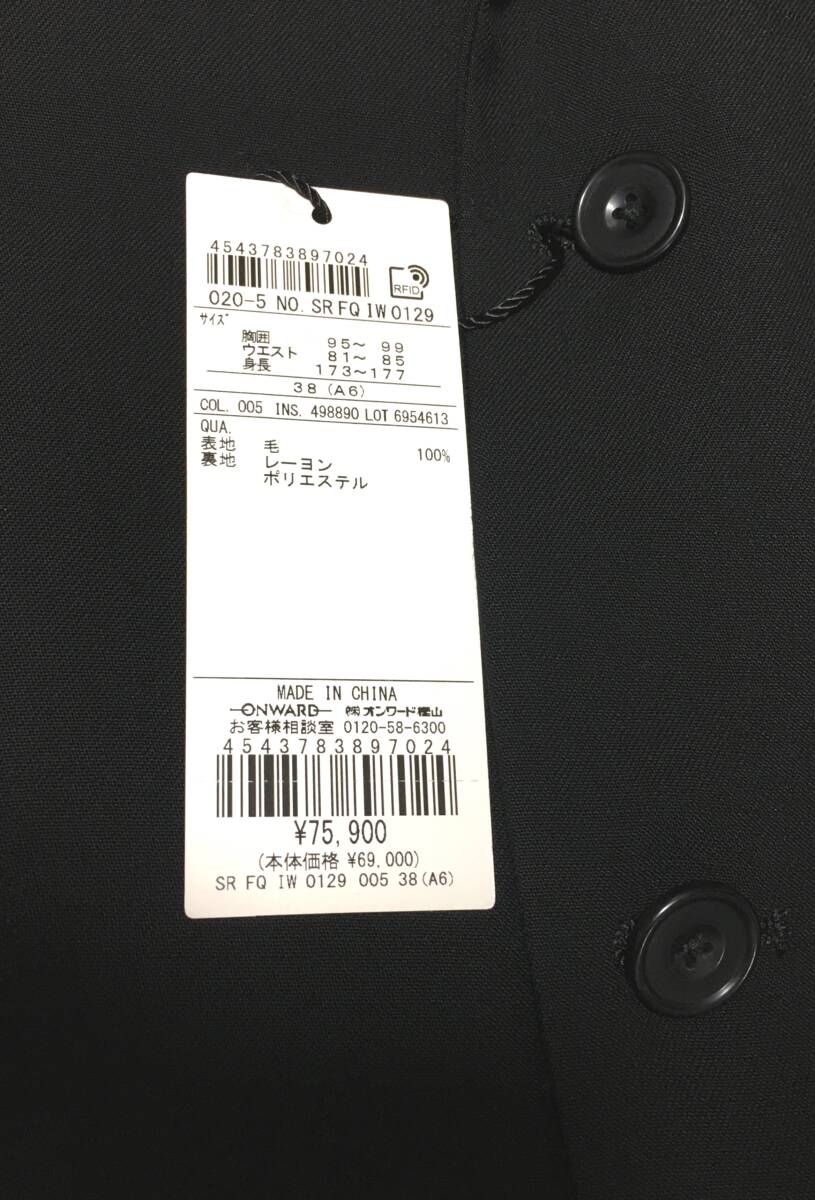 4543783897024
RFID
020-5 NO. SR FQ IW 0129
サイズ
胸囲 95～ 99
ウエスト 81～ 85
身長 173～177
38 (A6)
COL. 005 INS. 498890 LOT 6954613
QUA.
表地 毛 100%
裏地 レーヨン
ポリエステル
MADE IN CHINA
ONWARD ㈱オンワード樫山
お客様相談室 0120-58-6300
4543783897024
¥75,900
(本体価格 ¥69,000)
SR FQ IW 0129 005 38(A6)